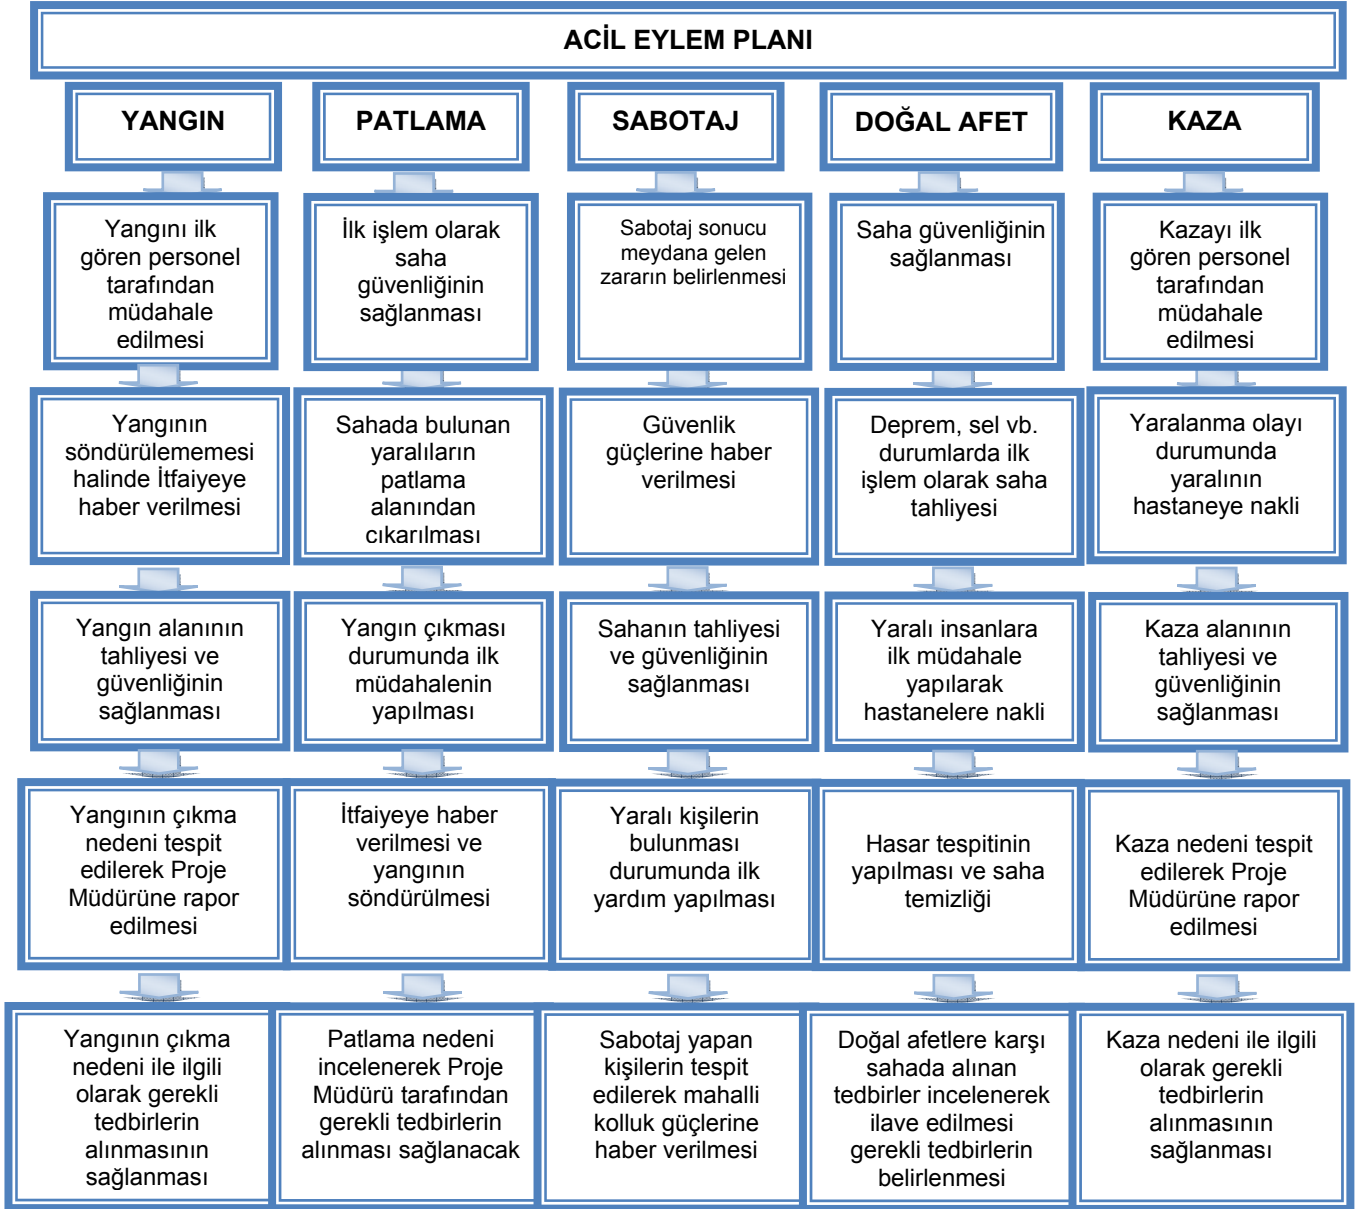 ACİL EYLEM PLANI
YANGIN
PATLAMA
SABOTAJ
DOĞAL AFET
KAZA
Yangını ilk
gören personel
tarafından
müdahale
edilmesi
İlk işlem olarak
saha
güvenliğinin
sağlanması
Sabotaj sonucu
meydana gelen
zararın belirlenmesi
Saha güvenliğinin
sağlanması
Kazayı ilk
gören personel
tarafından
müdahale
edilmesi
Yangının
söndürülememesi
halinde İtfaiyeye
haber verilmesi
Sahada bulunan
yaralıların
patlama
alanından
cıkarılması
Güvenlik
güçlerine haber
verilmesi
Deprem, sel vb.
durumlarda ilk
işlem olarak saha
tahliyesi
Yaralanma olayı
durumunda
yaralının
hastaneye nakli
Yangın alanının
tahliyesi ve
güvenliğinin
sağlanması
Yangın çıkması
durumunda ilk
müdahalenin
yapılması
Sahanın tahliyesi
ve güvenliğinin
sağlanması
Yaralı insanlara
ilk müdahale
yapılarak
hastanelere nakli
Kaza alanının
tahliyesi ve
güvenliğinin
sağlanması
Yangının çıkma
nedeni tespit
edilerek Proje
Müdürüne rapor
edilmesi
İtfaiyeye haber
verilmesi ve
yangının
söndürülmesi
Yaralı kişilerin
bulunması
durumunda ilk
yardım yapılması
Hasar tespitinin
yapılması ve saha
temizliği
Kaza nedeni tespit
edilerek Proje
Müdürüne rapor
edilmesi
Yangının çıkma
nedeni ile ilgili
olarak gerekli
tedbirlerin
alınmasının
sağlanması
Patlama nedeni
incelenerek Proje
Müdürü tarafından
gerekli tedbirlerin
alınması sağlanacak
Sabotaj yapan
kişilerin tespit
edilerek mahalli
kolluk güçlerine
haber verilmesi
Doğal afetlere karşı
sahada alınan
tedbirler incelenerek
ilave edilmesi
gerekli tedbirlerin
belirlenmesi
Kaza nedeni ile ilgili
olarak gerekli
tedbirlerin
alınmasının
sağlanması